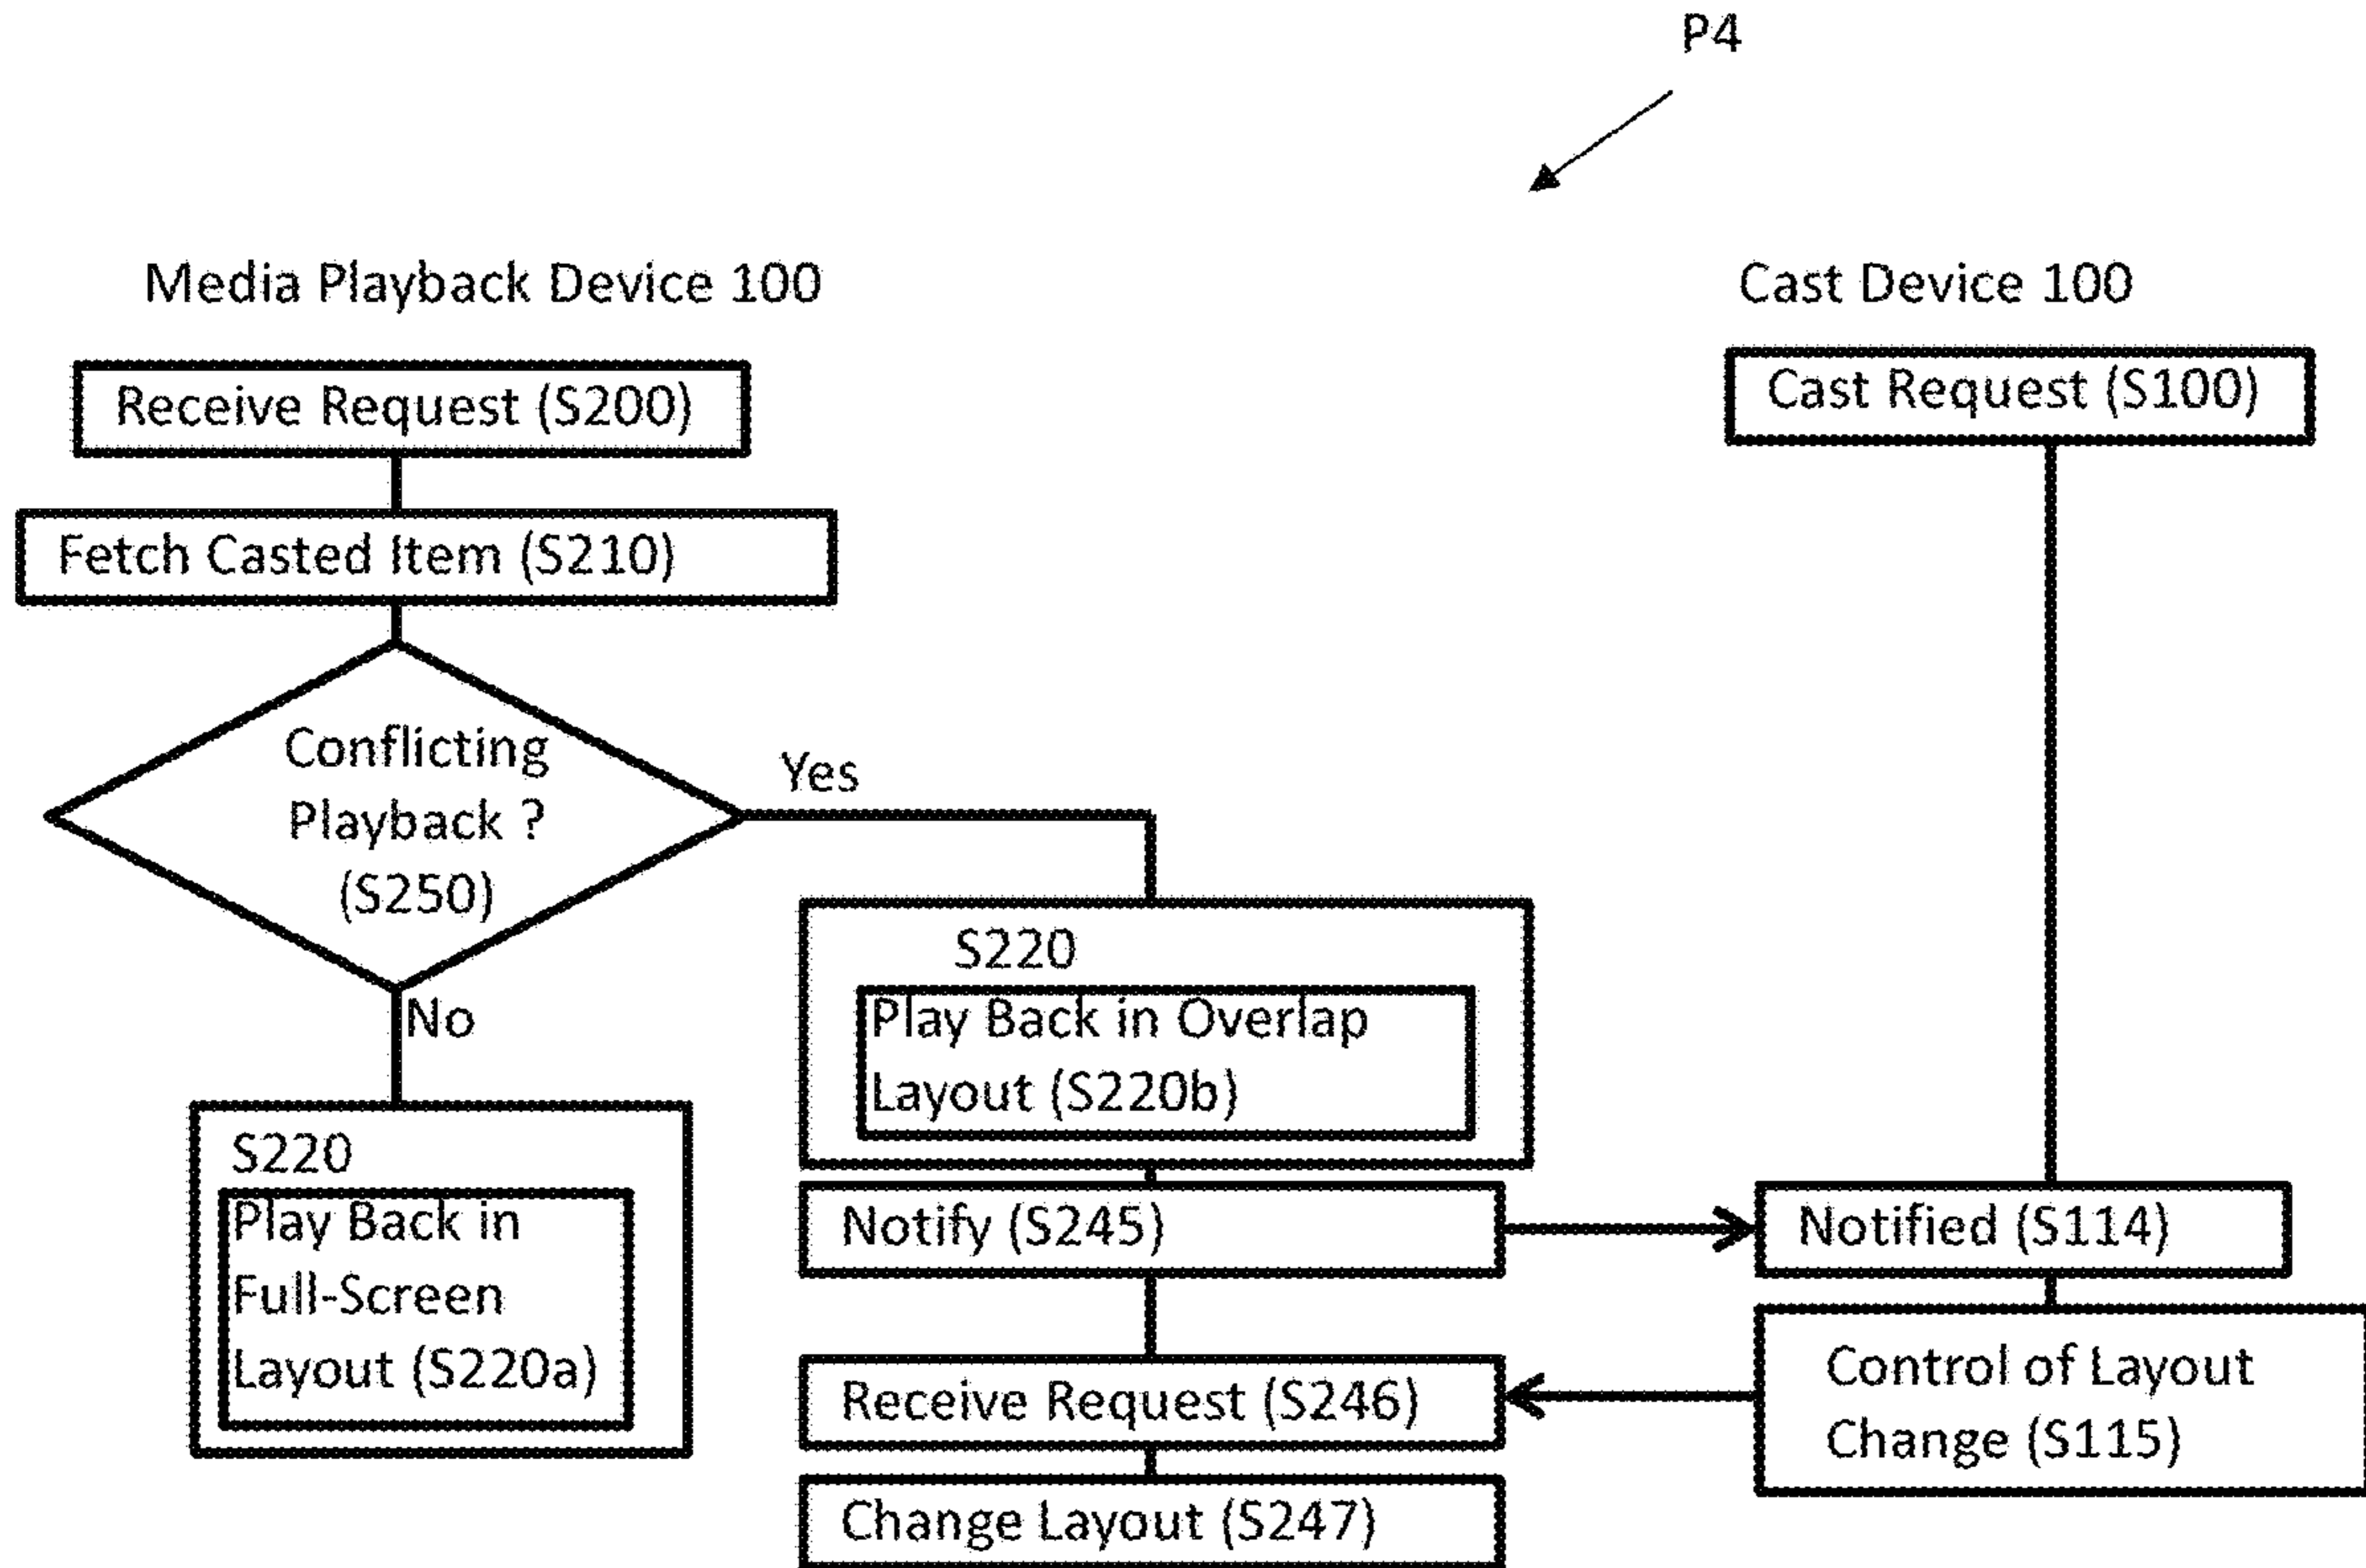 P4
Media Playback Device 100
Cast Device 100
Receive Request (S200)
Cast Request (S100)
Fetch Casted Item (S210)
Conflicting
Playback ?
(S250)
Yes
No
S220
Play Back in Overlap
Layout (S220b)
S220
Play Back in
Full-Screen
Layout (S220a)
Notify (S245)
Notified (S114)
Receive Request (S246)
Control of Layout
Change (S115)
Change Layout (S247)